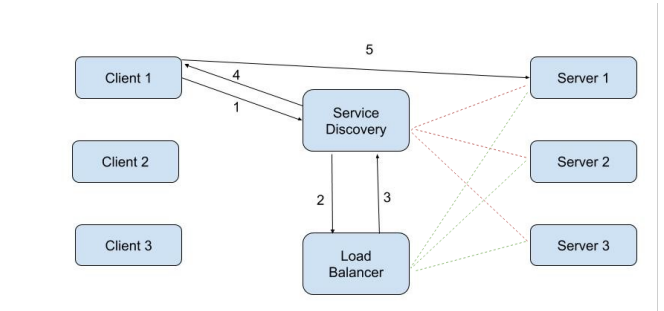 5
Client 1
4
1
Server 1
Service
Discovery
Client 2
Server 2
2
3
Client 3
Server 3
Load
Balancer